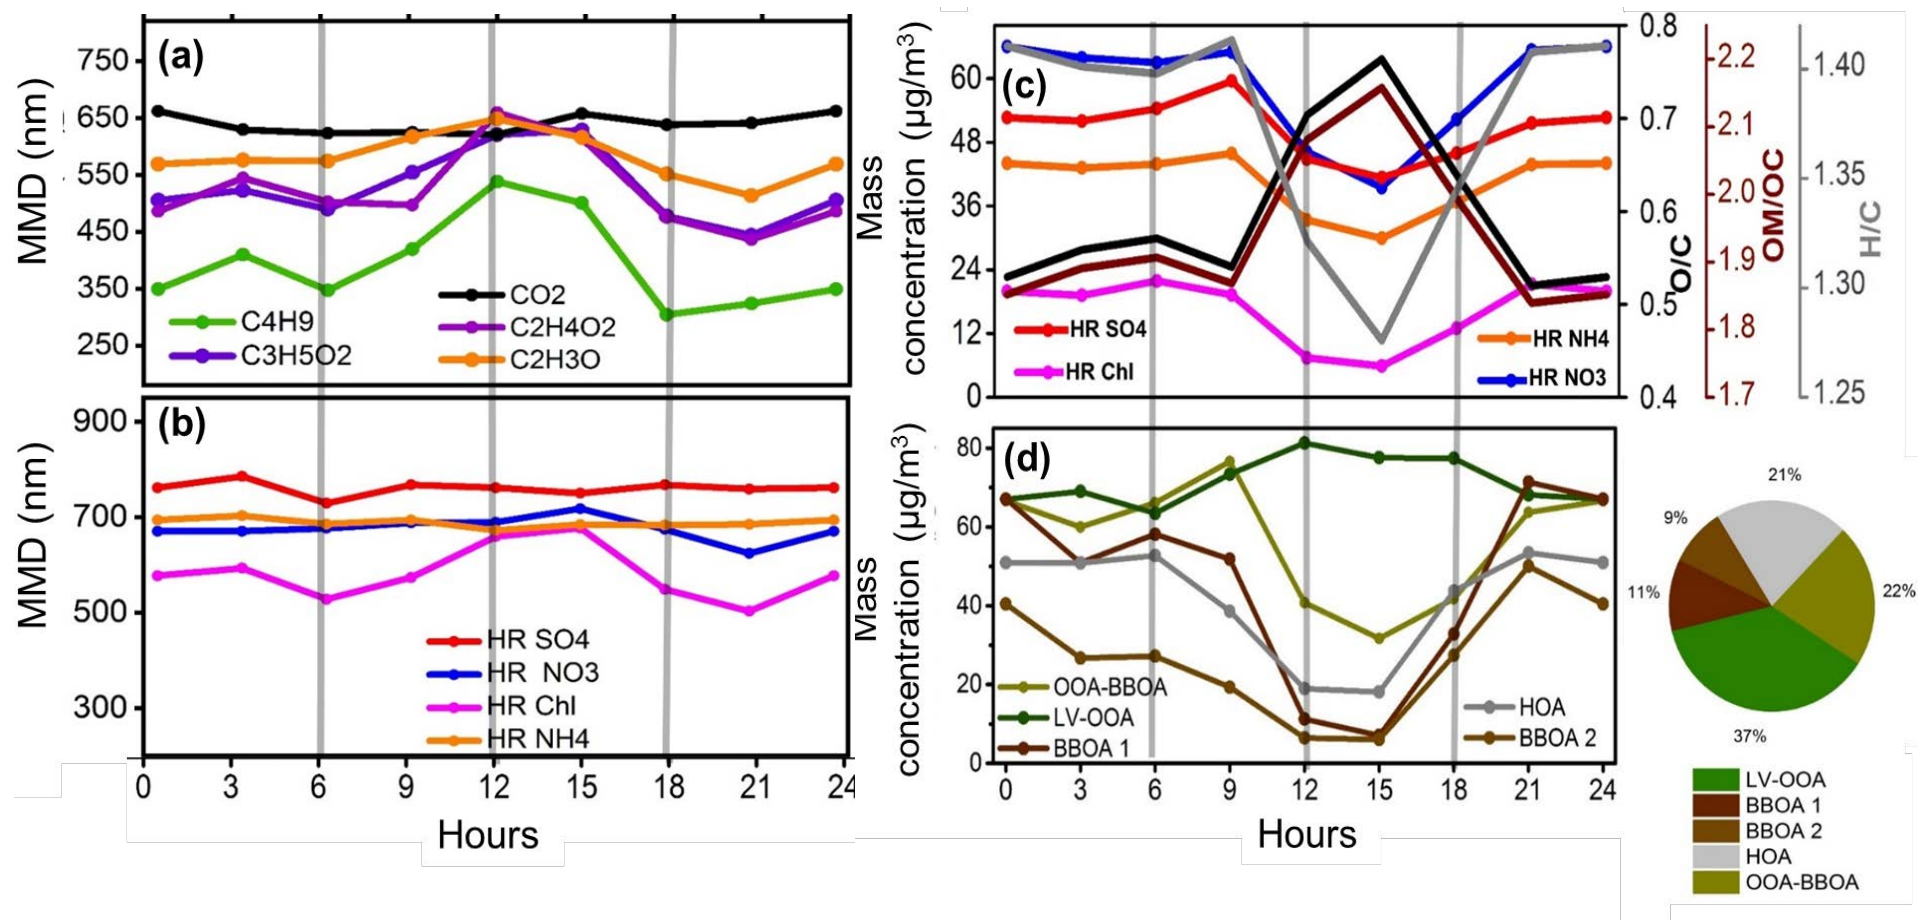 (a)
MMD (nm)
750
650
550
450
350
250
C4H9
C3H5O2
CO2
C2H4O2
C2H3O
(b)
MMD (nm)
900
700
500
300
HR SO4
HR NO3
HR Chl
HR NH4
0 3 6 9 12 15 18 21 24
Hours
(c)
Mass
concentration (µg/m³)
60
48
36
24
12
0
HR SO4
HR Chl
HR NH4
HR NO3
0.8
0.7
0.6
0.5
0.4
O/C
2.2
2.1
2.0
1.9
1.8
1.7
OM/OC
1.40
1.35
1.30
1.25
H/C
(d)
Mass
concentration (µg/m³)
80
60
40
20
0
OOA-BBOA
LV-OOA
BBOA 1
HOA
BBOA 2
0 3 6 9 12 15 18 21 24
Hours
21%
9%
11%
22%
37%
LV-OOA
BBOA 1
BBOA 2
HOA
OOA-BBOA